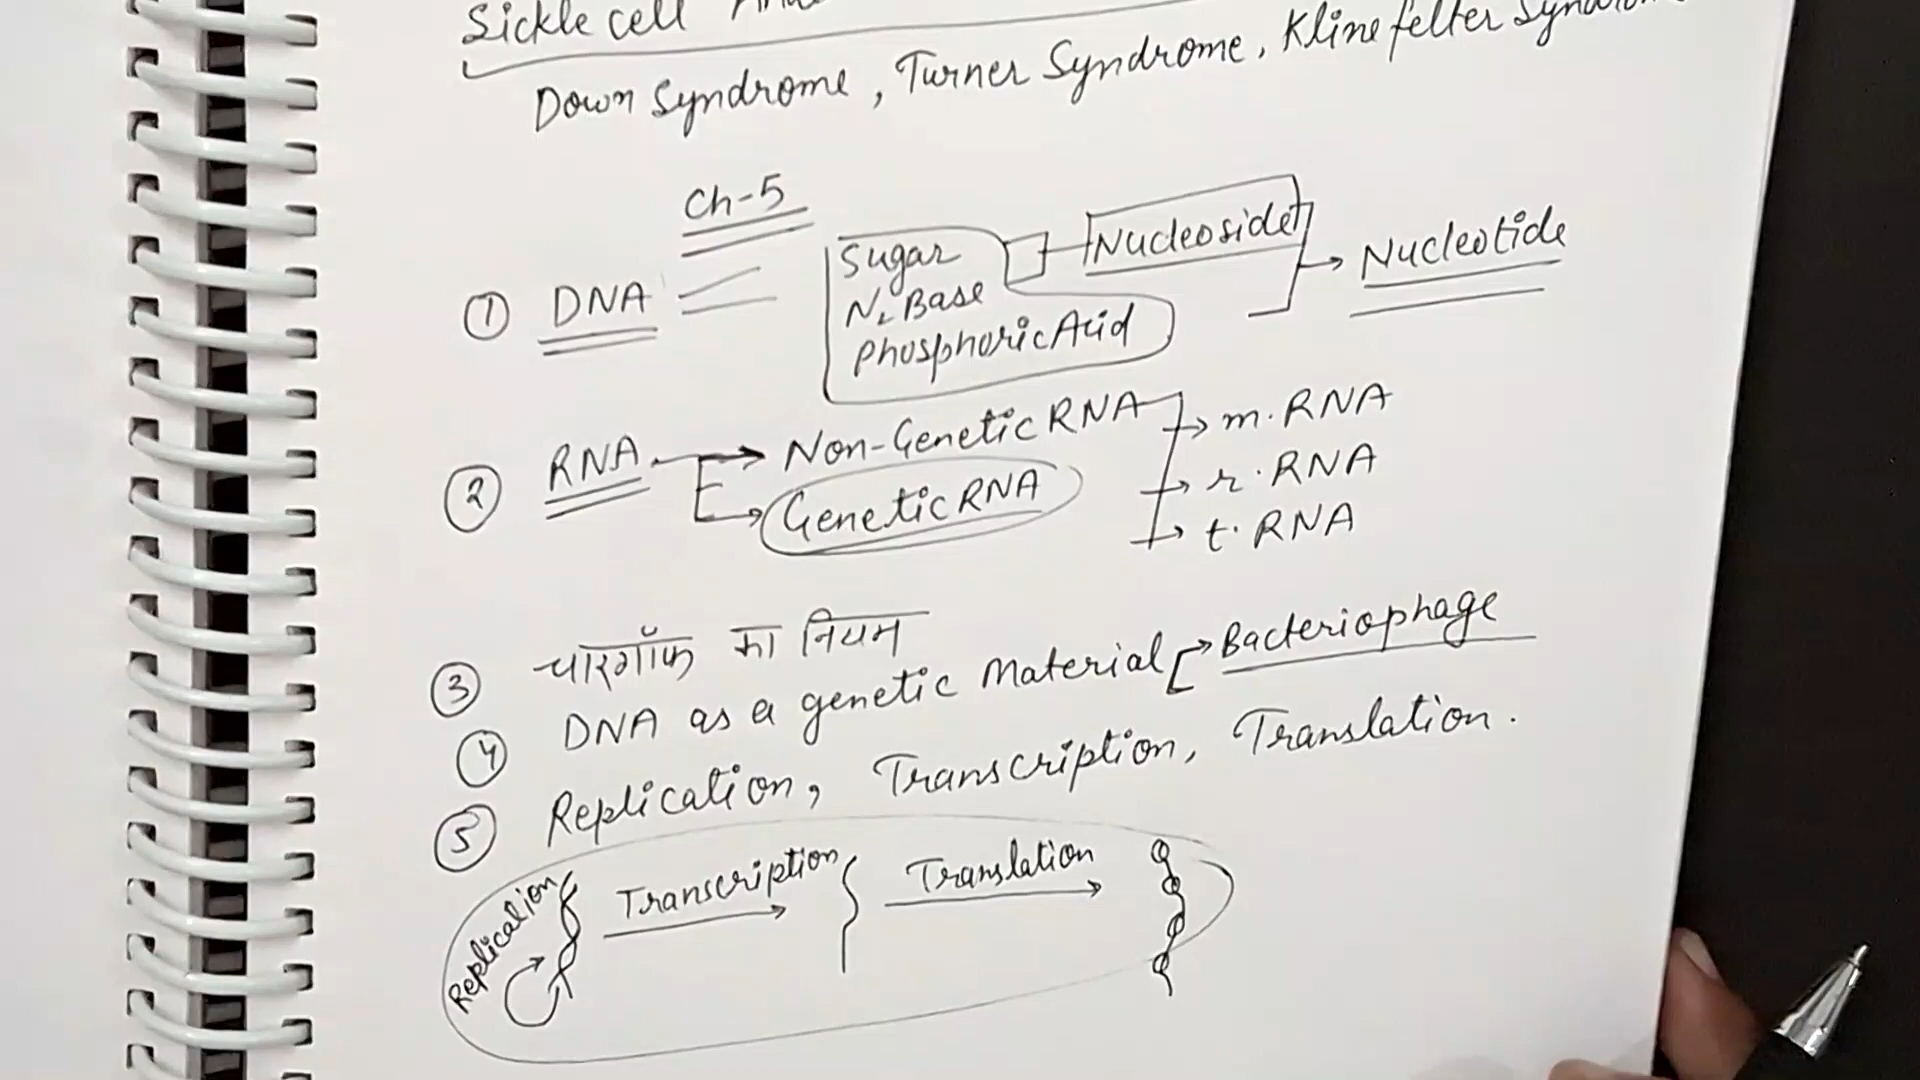 Sickle cell
Down Syndrome, Turner Syndrome, Klinefelter Syndrome
Ch-5
① DNA
Sugar
N₂ Base
Phosphoric Acid
Nucleoside
Nucleotide
② RNA
Non-Genetic RNA
Genetic RNA
m.RNA
r.RNA
t.RNA
③ चारगॉफ का नियम
④ DNA as a genetic Material
Bacteriophage
⑤ Replication, Transcription, Translation.
Replication
Transcription
Translation